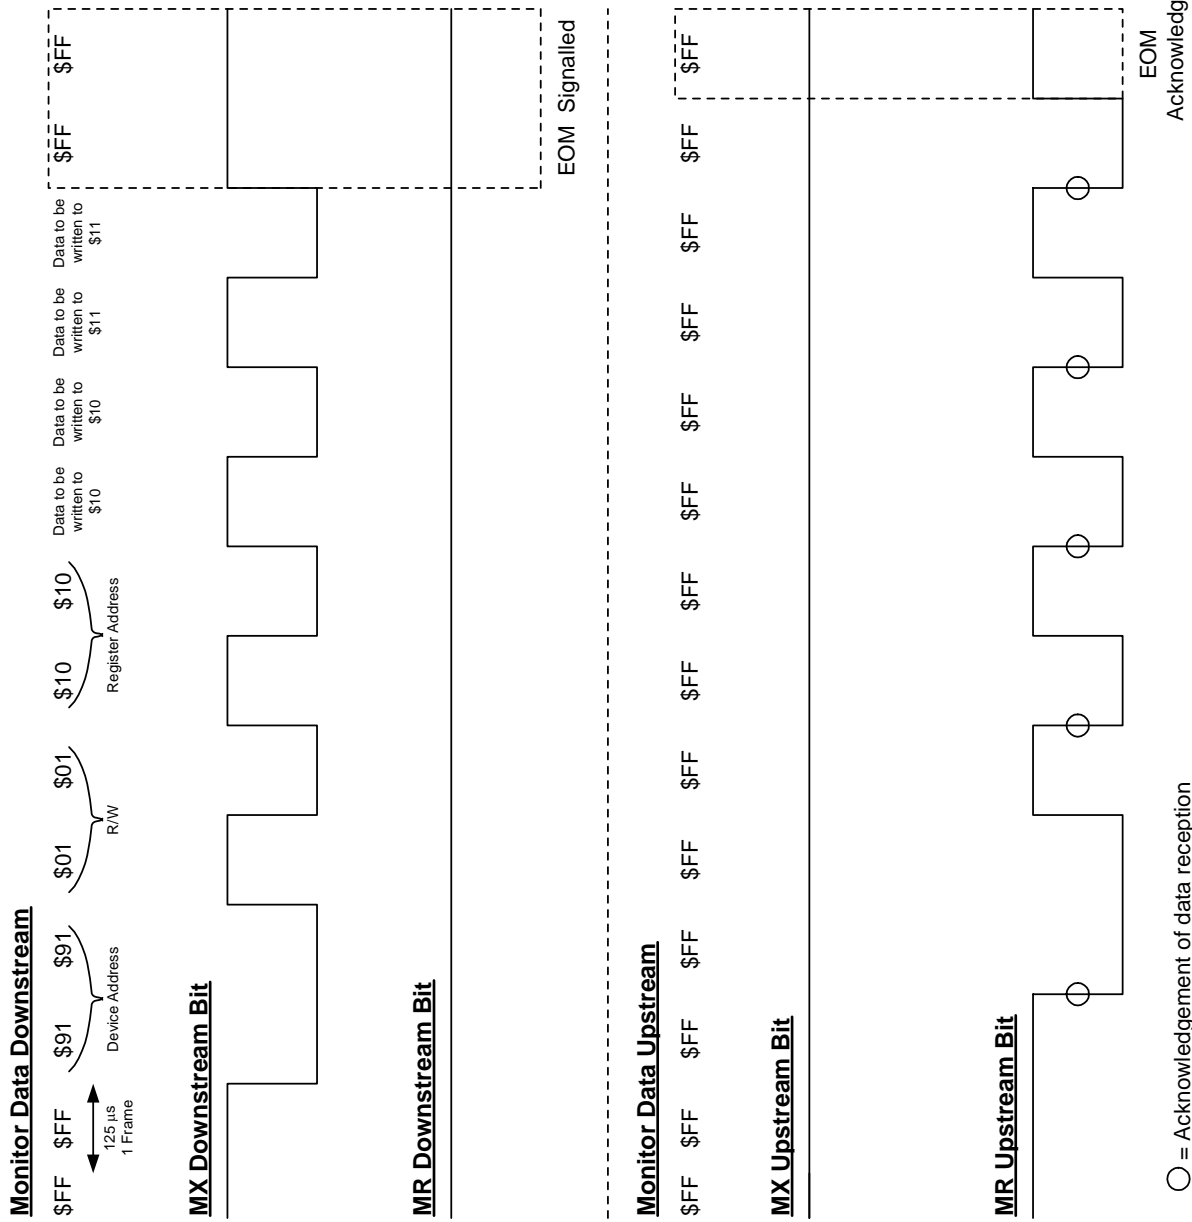 Monitor Data Downstream
$FF $FF $91 $91 $01 $01 $10 $10
Data to be
written to
$10
Data to be
written to
$10
Data to be
written to
$11
Data to be
written to
$11
$FF $FF
125 µs
1 Frame
Device Address
R/W
Register Address
MX Downstream Bit
MR Downstream Bit
EOM Signalled
Monitor Data Upstream
$FF $FF $FF $FF $FF $FF $FF $FF $FF $FF $FF $FF $FF $FF
MX Upstream Bit
MR Upstream Bit
EOM
Acknowledg
= Acknowledgement of data reception